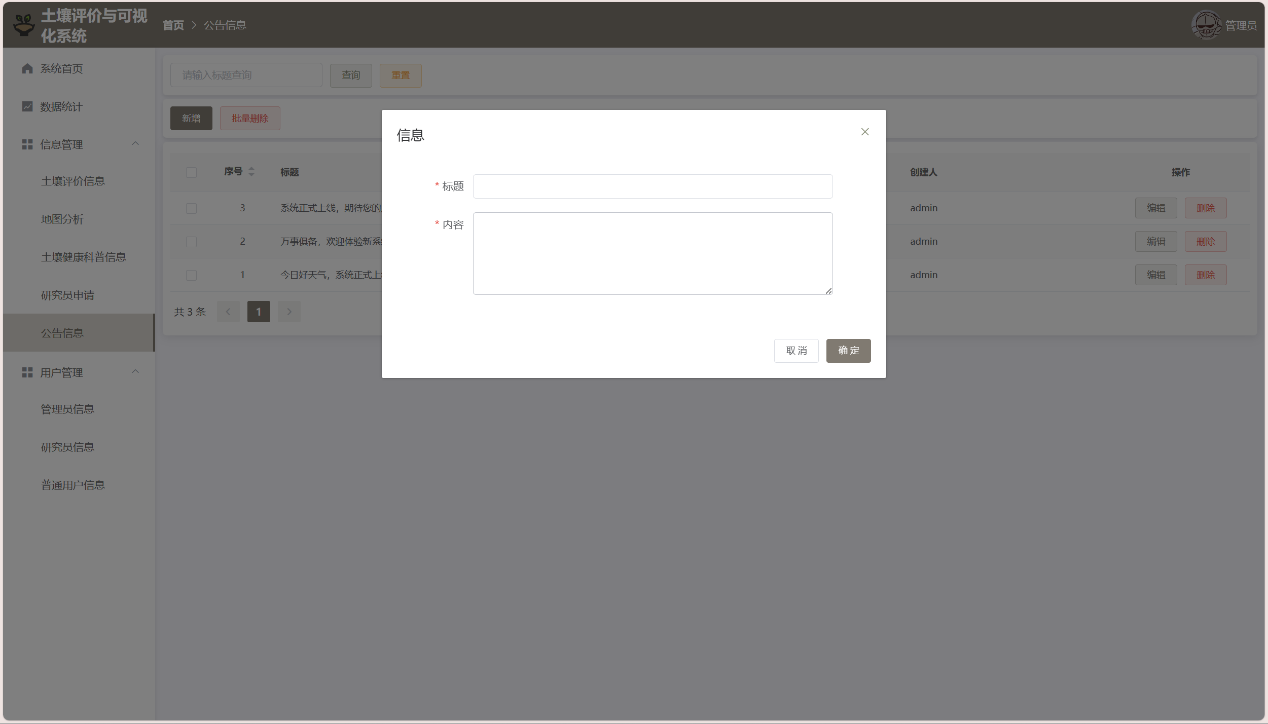 土壤评价与可视
化系统
首页 > 公告信息
管理员
系统首页
数据统计
信息管理
土壤评价信息
地图分析
土壤健康科普信息
研究员申请
公告信息
用户管理
管理员信息
研究员信息
普通用户信息
请输入标题查询 查询 重置
新增 批量删除
序号 标题 创建人 操作
3 系统正式上线，期待您的 admin 编辑 删除
2 万事俱备，欢迎体验新系 admin 编辑 删除
1 今日好天气，系统正式上 admin 编辑 删除
共 3 条 < 1 >
信息
* 标题
* 内容
取 消 确 定